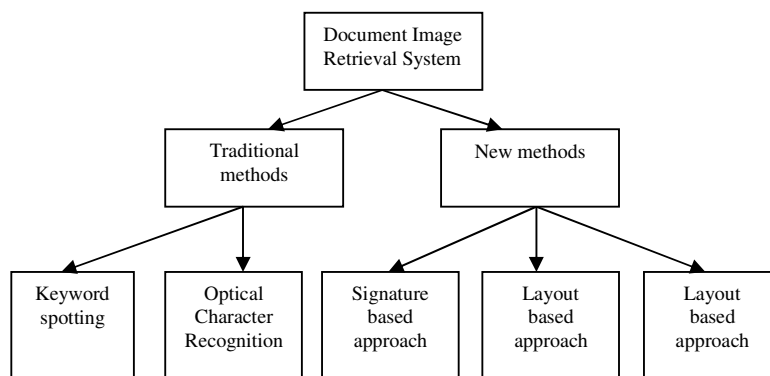 Document Image
Retrieval System
Traditional
methods
New methods
Keyword
spotting
Optical
Character
Recognition
Signature
based
approach
Layout
based
approach
Layout
based
approach